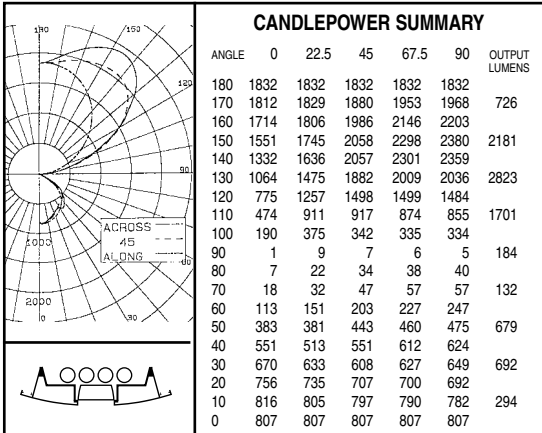 CANDLEPOWER SUMMARY
ANGLE 0 22.5 45 67.5 90 OUTPUT LUMENS
180 1832 1832 1832 1832 1832
170 1812 1829 1880 1953 1968 726
160 1714 1806 1986 2146 2203
150 1551 1745 2058 2298 2380 2181
140 1332 1636 2057 2301 2359
130 1064 1475 1882 2009 2036 2823
120 775 1257 1498 1499 1484
110 474 911 917 874 855 1701
100 190 375 342 335 334
90 1 9 7 6 5 184
80 7 22 34 38 40
70 18 32 47 57 57 132
60 113 151 203 227 247
50 383 381 443 460 475 679
40 551 513 551 612 624
30 670 633 608 627 649 692
20 756 735 707 700 692
10 816 805 797 790 782 294
0 807 807 807 807 807
180
150
120
90
ACROSS
45
ALONG
60
1000
2000
0
30